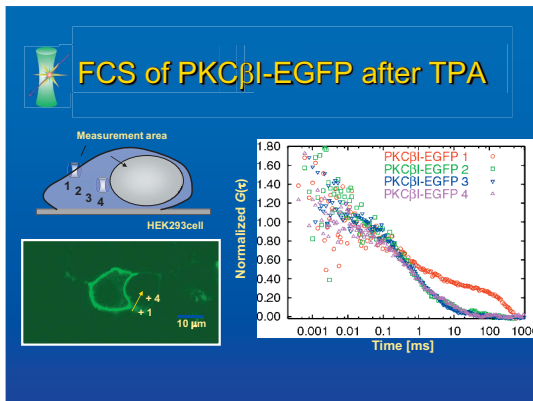 FCS of PKCβI-EGFP after TPA
Measurement area
1 2 3 4
HEK293cell
+ 4
+ 1
10 μm
Normalized G(τ)
1.80
1.60
1.40
1.20
1.00
0.80
0.60
0.40
0.20
0.00
PKCβI-EGFP 1
PKCβI-EGFP 2
PKCβI-EGFP 3
PKCβI-EGFP 4
0.001 0.01 0.1 1 10 100 1000
Time [ms]